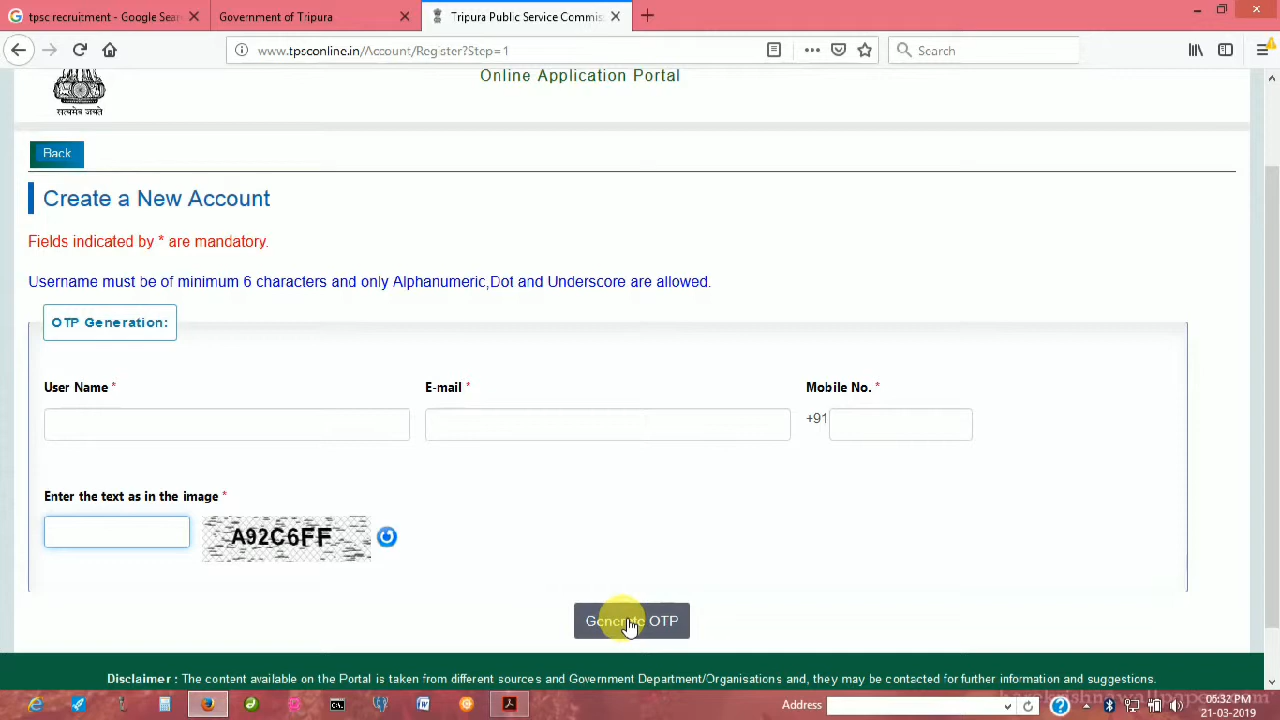 tpsc recruitment - Google Sear
Government of Tripura
Tripura Public Service Commis
www.tpsconline.in/Account/Register?Step=1
Search
सत्यमेव जयते
Online Application Portal
Back
Create a New Account
Fields indicated by * are mandatory.
Username must be of minimum 6 characters and only Alphanumeric,Dot and Underscore are allowed.
OTP Generation:
User Name *
E-mail *
Mobile No. *
+91
Enter the text as in the image *
A92C6FF
Generate OTP
Disclaimer : The content available on the Portal is taken from different sources and Government Department/Organisations and, they may be contacted for further information and suggestions.
Address
05:32 PM
21-03-2019